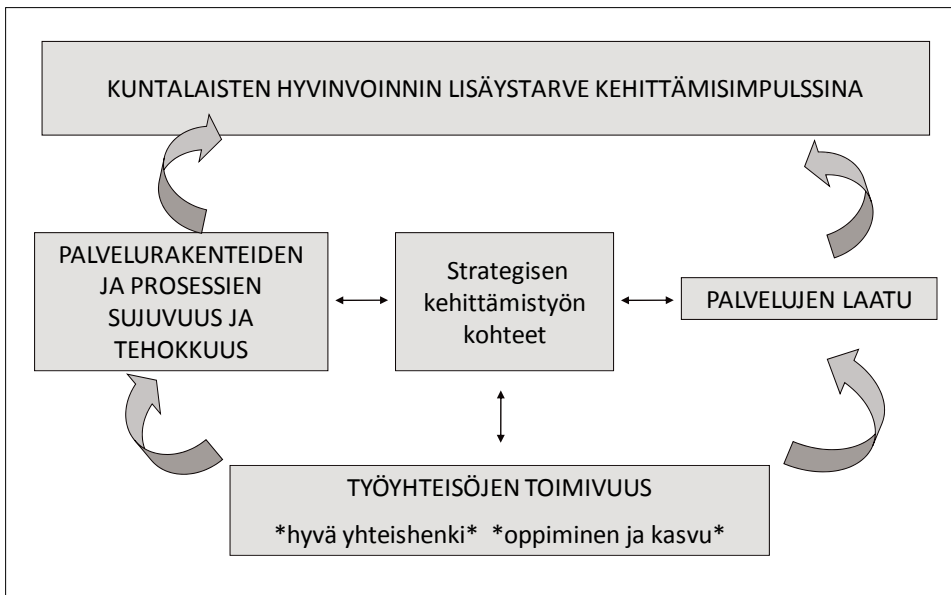 KUNTALAISTEN HYVINVOINNIN LISÄYSTARVE KEHITTÄMISIMPULSSINA
PALVELURAKENTEIDEN
JA PROSESSIEN
SUJUVUUS JA
TEHOKKUUS
Strategisen
kehittämistyön
kohteet
PALVELUJEN LAATU
TYÖYHTEISÖJEN TOIMIVUUS
*hyvä yhteishenki* *oppiminen ja kasvu*